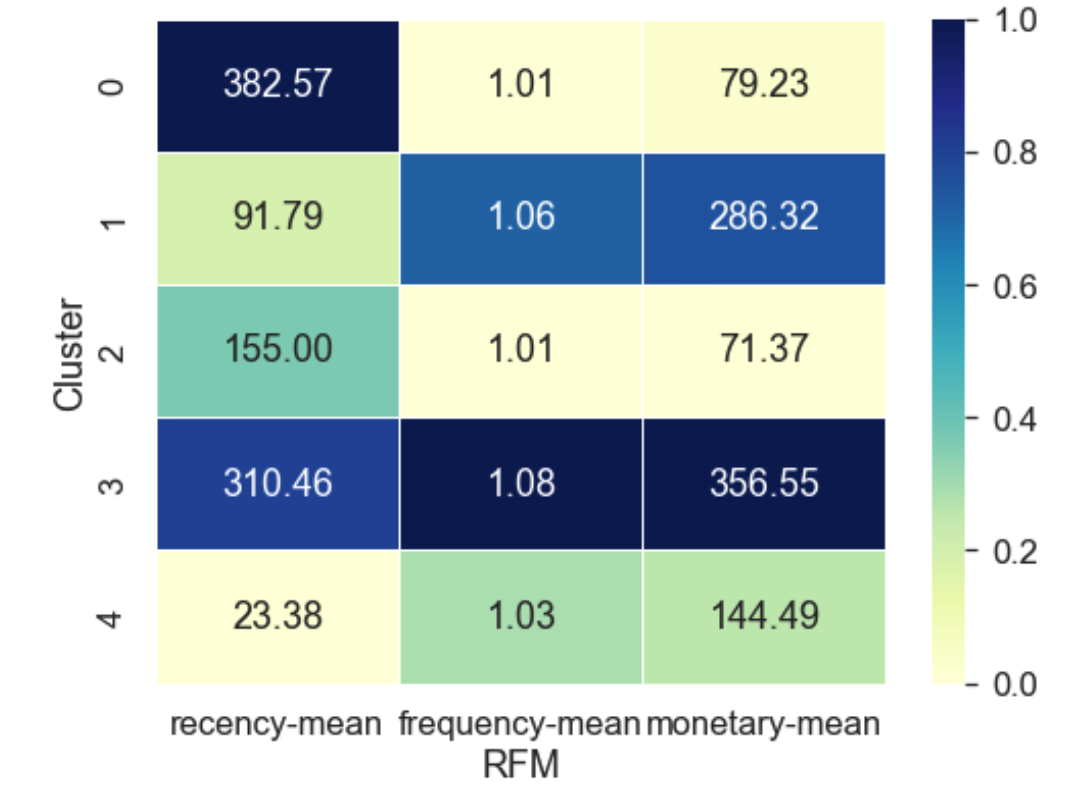 1.0
0 382.57 1.01 79.23
0.8
1 91.79 1.06 286.32
0.6
Cluster
2 155.00 1.01 71.37
0.4
3 310.46 1.08 356.55
0.2
4 23.38 1.03 144.49
0.0
recency-mean frequency-mean monetary-mean
RFM